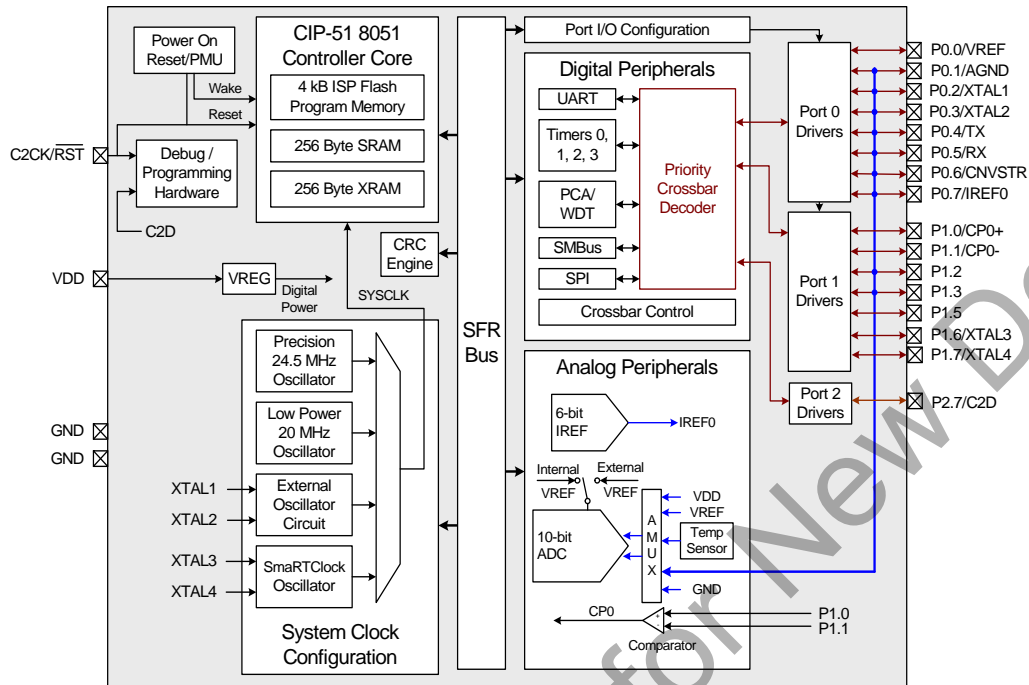 Power On
Reset/PMU
Wake
Reset
C2CK/RST
Debug /
Programming
Hardware
C2D
VDD
VREG
Digital
Power
GND
GND
XTAL1
XTAL2
XTAL3
XTAL4
CIP-51 8051
Controller Core
4 kB ISP Flash
Program Memory
256 Byte SRAM
256 Byte XRAM
CRC
Engine
SYSCLK
Precision
24.5 MHz
Oscillator
Low Power
20 MHz
Oscillator
External
Oscillator
Circuit
SmaRTClock
Oscillator
System Clock
Configuration
SFR
Bus
Port I/O Configuration
Digital Peripherals
UART
Timers 0,
1, 2, 3
PCA/
WDT
SMBus
SPI
Priority
Crossbar
Decoder
Crossbar Control
Analog Peripherals
6-bit
IREF
IREF0
Internal
VREF
External
VREF
10-bit
ADC
A
M
U
X
VDD
VREF
Temp
Sensor
GND
CP0
+
-
Comparator
P1.0
P1.1
Port 0
Drivers
Port 1
Drivers
Port 2
Drivers
P0.0/VREF
P0.1/AGND
P0.2/XTAL1
P0.3/XTAL2
P0.4/TX
P0.5/RX
P0.6/CNVSTR
P0.7/IREF0
P1.0/CP0+
P1.1/CP0-
P1.2
P1.3
P1.5
P1.6/XTAL3
P1.7/XTAL4
P2.7/C2D
for New De